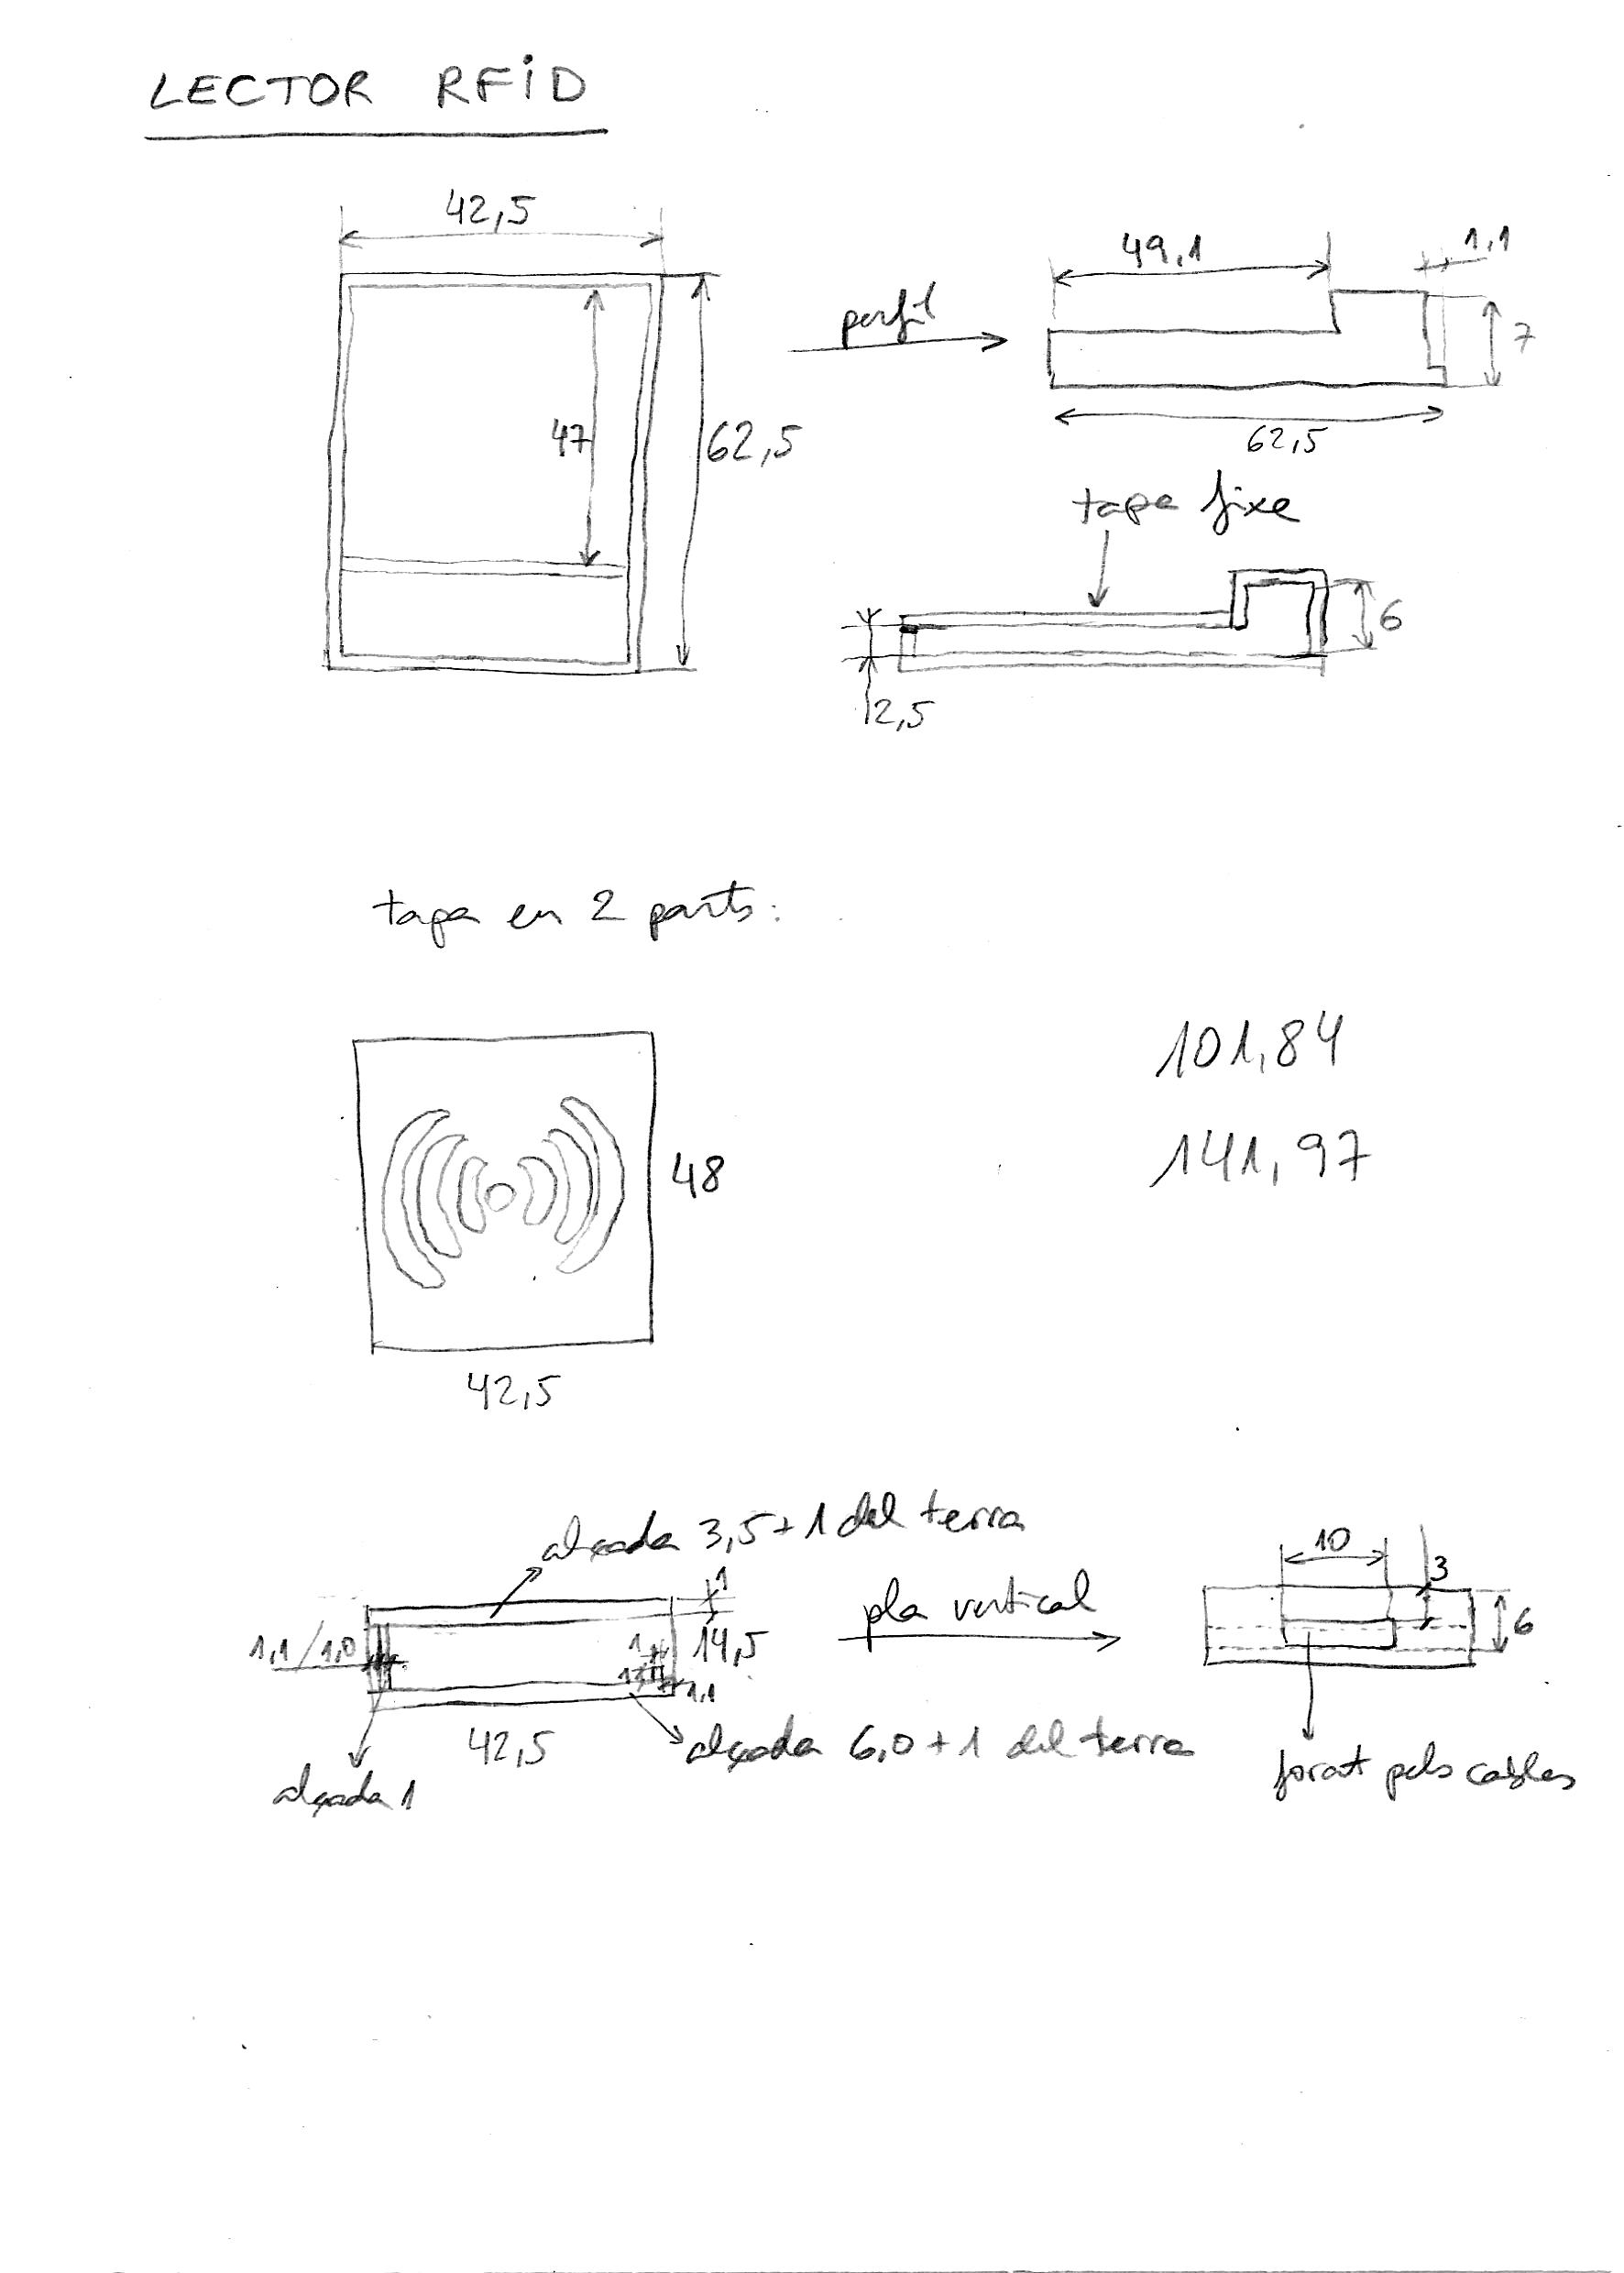 LECTOR RFiD
42,5
47
62,5
perfil
49,1
1,1
7
62,5
tapa fixe
6
2,5
tapa en 2 parts:
48
42,5
101,84
141,97
alçada 3,5 + 1 del terra
1
1,1/1,0
14,5
1
1
1,1
42,5
alçada 1
alçada 6,0 + 1 del terra
pla vertical
10
3
6
forat pels cables